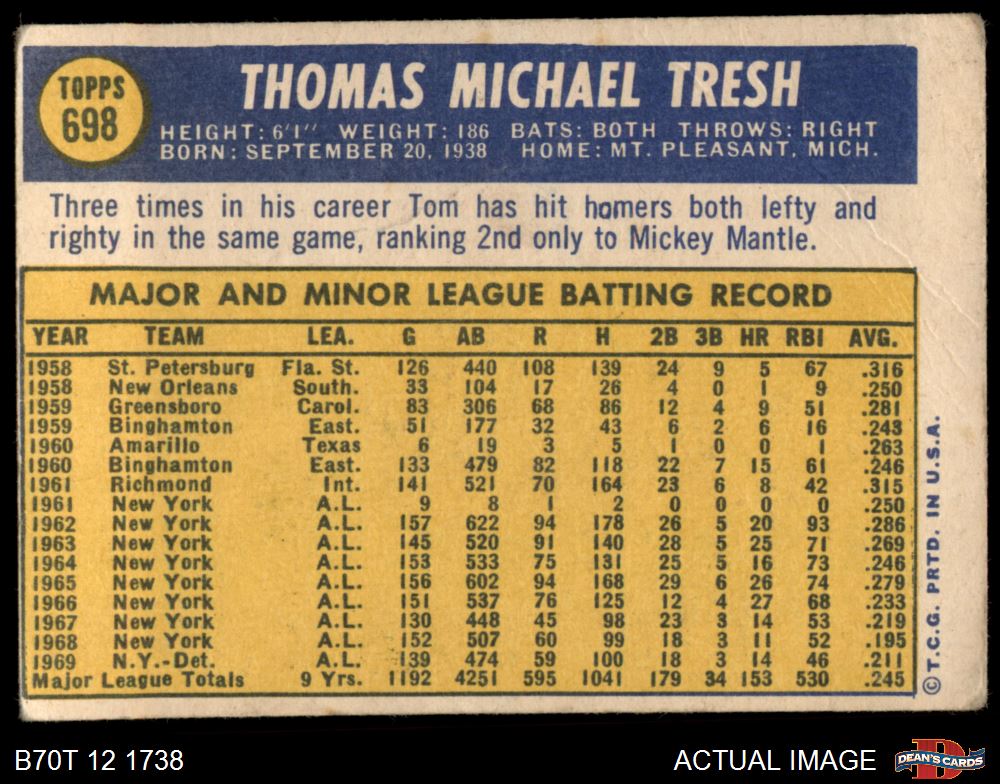 TOPPS
698
THOMAS MICHAEL TRESH
HEIGHT: 6'1" WEIGHT: 186 BATS: BOTH THROWS: RIGHT
BORN: SEPTEMBER 20, 1938 HOME: MT. PLEASANT, MICH.
Three times in his career Tom has hit homers both lefty and
righty in the same game, ranking 2nd only to Mickey Mantle.
MAJOR AND MINOR LEAGUE BATTING RECORD
YEAR TEAM LEA. G AB R H 2B 3B HR RBI AVG.
1958 St. Petersburg Fla. St. 126 440 108 139 24 9 5 67 .316
1958 New Orleans South. 33 104 17 26 4 0 1 9 .250
1959 Greensboro Carol. 83 306 68 86 12 4 9 51 .281
1959 Binghamton East. 51 177 32 43 6 2 6 16 .243
1960 Amarillo Texas 6 19 3 5 1 0 0 1 .263
1960 Binghamton East. 133 479 82 118 22 7 15 61 .246
1961 Richmond Int. 141 521 70 164 23 6 8 42 .315
1961 New York A.L. 9 8 1 2 0 0 0 0 .250
1962 New York A.L. 157 622 94 178 26 5 20 93 .286
1963 New York A.L. 145 520 91 140 28 5 25 71 .269
1964 New York A.L. 153 533 75 131 25 5 16 73 .246
1965 New York A.L. 156 602 94 168 29 6 26 74 .279
1966 New York A.L. 151 537 76 125 12 4 27 68 .233
1967 New York A.L. 130 448 45 98 23 3 14 53 .219
1968 New York A.L. 152 507 60 99 18 3 11 52 .195
1969 N.Y.-Det. A.L. 139 474 59 100 18 3 14 46 .211
Major League Totals 9 Yrs. 1192 4251 595 1041 179 34 153 530 .245
©T.C.G. PRTD. IN U.S.A.
B70T 12 1738
ACTUAL IMAGE
DEAN'S CARDS